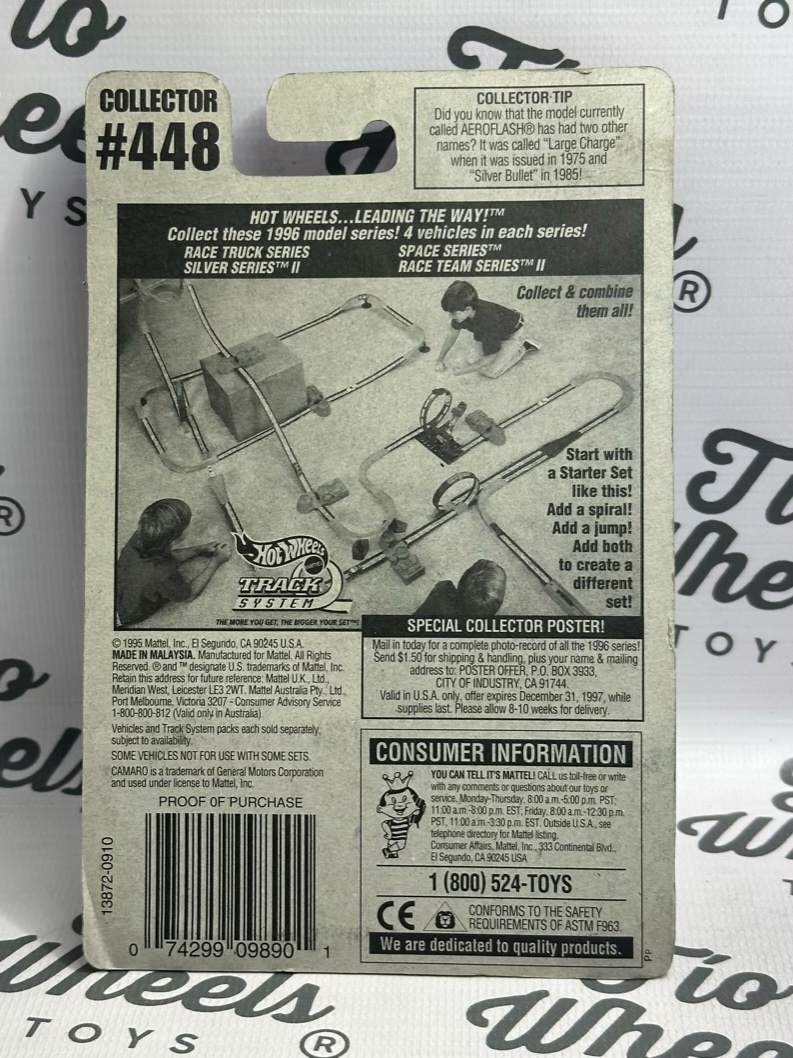 COLLECTOR
#448
COLLECTOR TIP
Did you know that the model currently
called AEROFLASH® has had two other
names? It was called "Large Charge"
when it was issued in 1975 and
"Silver Bullet" in 1985!
HOT WHEELS...LEADING THE WAY!™
Collect these 1996 model series! 4 vehicles in each series!
RACE TRUCK SERIES
SILVER SERIES™ II
SPACE SERIES™
RACE TEAM SERIES™ II
Collect & combine
them all!
Start with
a Starter Set
like this!
Add a spiral!
Add a jump!
Add both
to create a
different
set!
Hot Wheels
MATTEL
TRACK
SYSTEM
THE MORE YOU GET, THE BIGGER YOUR SET™
© 1995 Mattel, Inc., El Segundo, CA 90245 U.S.A.
MADE IN MALAYSIA. Manufactured for Mattel. All Rights
Reserved. ® and ™ designate U.S. trademarks of Mattel, Inc.
Retain this address for future reference: Mattel U.K., Ltd.,
Meridian West, Leicester LE3 2WT. Mattel Australia Pty., Ltd.,
Port Melbourne, Victoria 3207 - Consumer Advisory Service
1-800-800-812 (Valid only in Australia).
Vehicles and Track System packs each sold separately,
subject to availability.
SOME VEHICLES NOT FOR USE WITH SOME SETS.
CAMARO is a trademark of General Motors Corporation
and used under license to Mattel, Inc.
PROOF OF PURCHASE
13872-0910
0 74299 09890 1
SPECIAL COLLECTOR POSTER!
Mail in today for a complete photo-record of all the 1996 series!
Send $1.50 for shipping & handling, plus your name & mailing
address to: POSTER OFFER, P.O. BOX 3933,
CITY OF INDUSTRY, CA 91744.
Valid in U.S.A. only, offer expires December 31, 1997, while
supplies last. Please allow 8-10 weeks for delivery.
CONSUMER INFORMATION
YOU CAN TELL IT'S MATTEL! CALL us toll-free or write
with any comments or questions about our toys or
service, Monday-Thursday, 8:00 a.m.-5:00 p.m. PST;
11:00 a.m.-8:00 p.m. EST; Friday, 8:00 a.m.-12:30 p.m.
PST, 11:00 a.m.-3:30 p.m. EST. Outside U.S.A., see
telephone directory for Mattel listing.
Consumer Affairs, Mattel, Inc., 333 Continental Blvd.,
El Segundo, CA 90245 USA
1 (800) 524-TOYS
CE
CONFORMS TO THE SAFETY
REQUIREMENTS OF ASTM F963.
We are dedicated to quality products.
PP
Wheels
TOYS ®
Tio
Whee